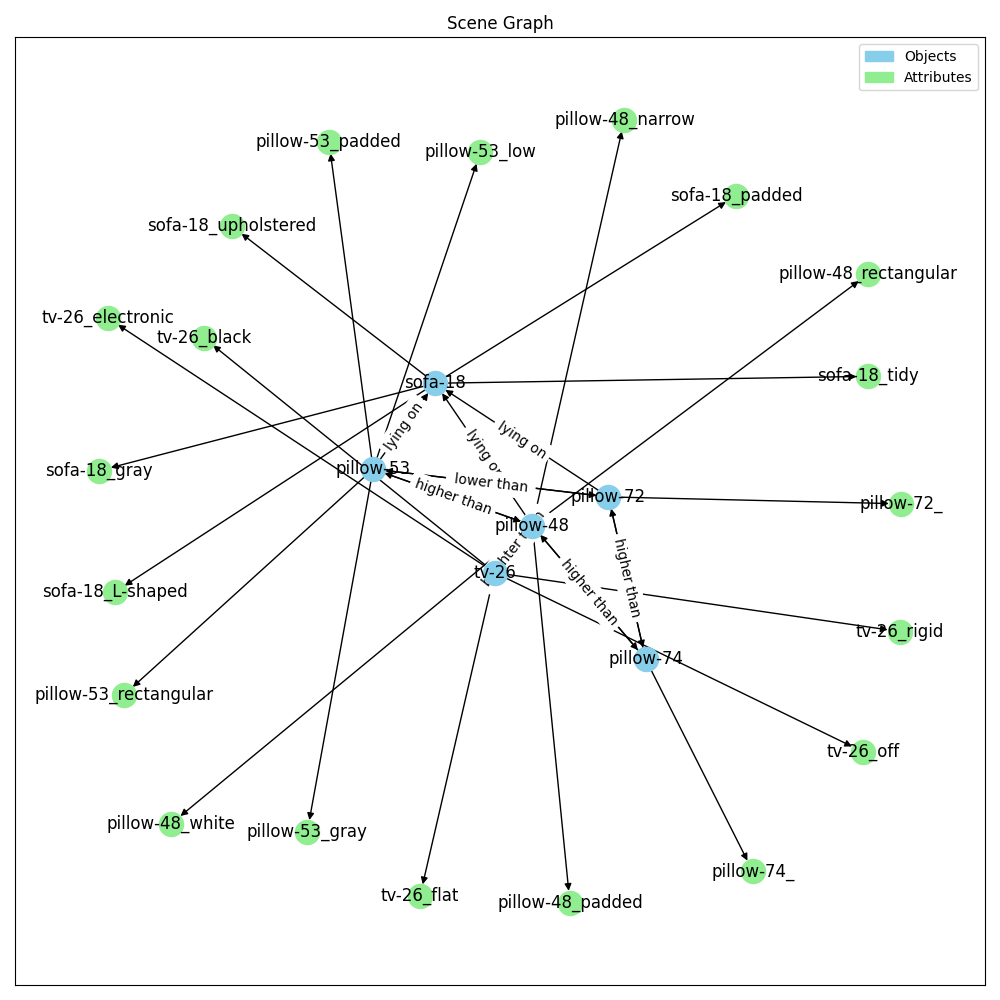 Scene Graph
Objects
Attributes
pillow-48_narrow
pillow-53_padded
pillow-53_low
sofa-18_padded
sofa-18_upholstered
pillow-48_rectangular
tv-26_electronic
tv-26_black
sofa-18_tidy
sofa-18
lying on
lying on
lying on
sofa-18_gray
pillow-53
lower than
higher than
pillow-72
pillow-72_
pillow-48
tv-26
higher than
higher than
sofa-18_L-shaped
tv-26_rigid
pillow-74
pillow-53_rectangular
tv-26_off
pillow-48_white
pillow-53_gray
pillow-74_
tv-26_flat
pillow-48_padded